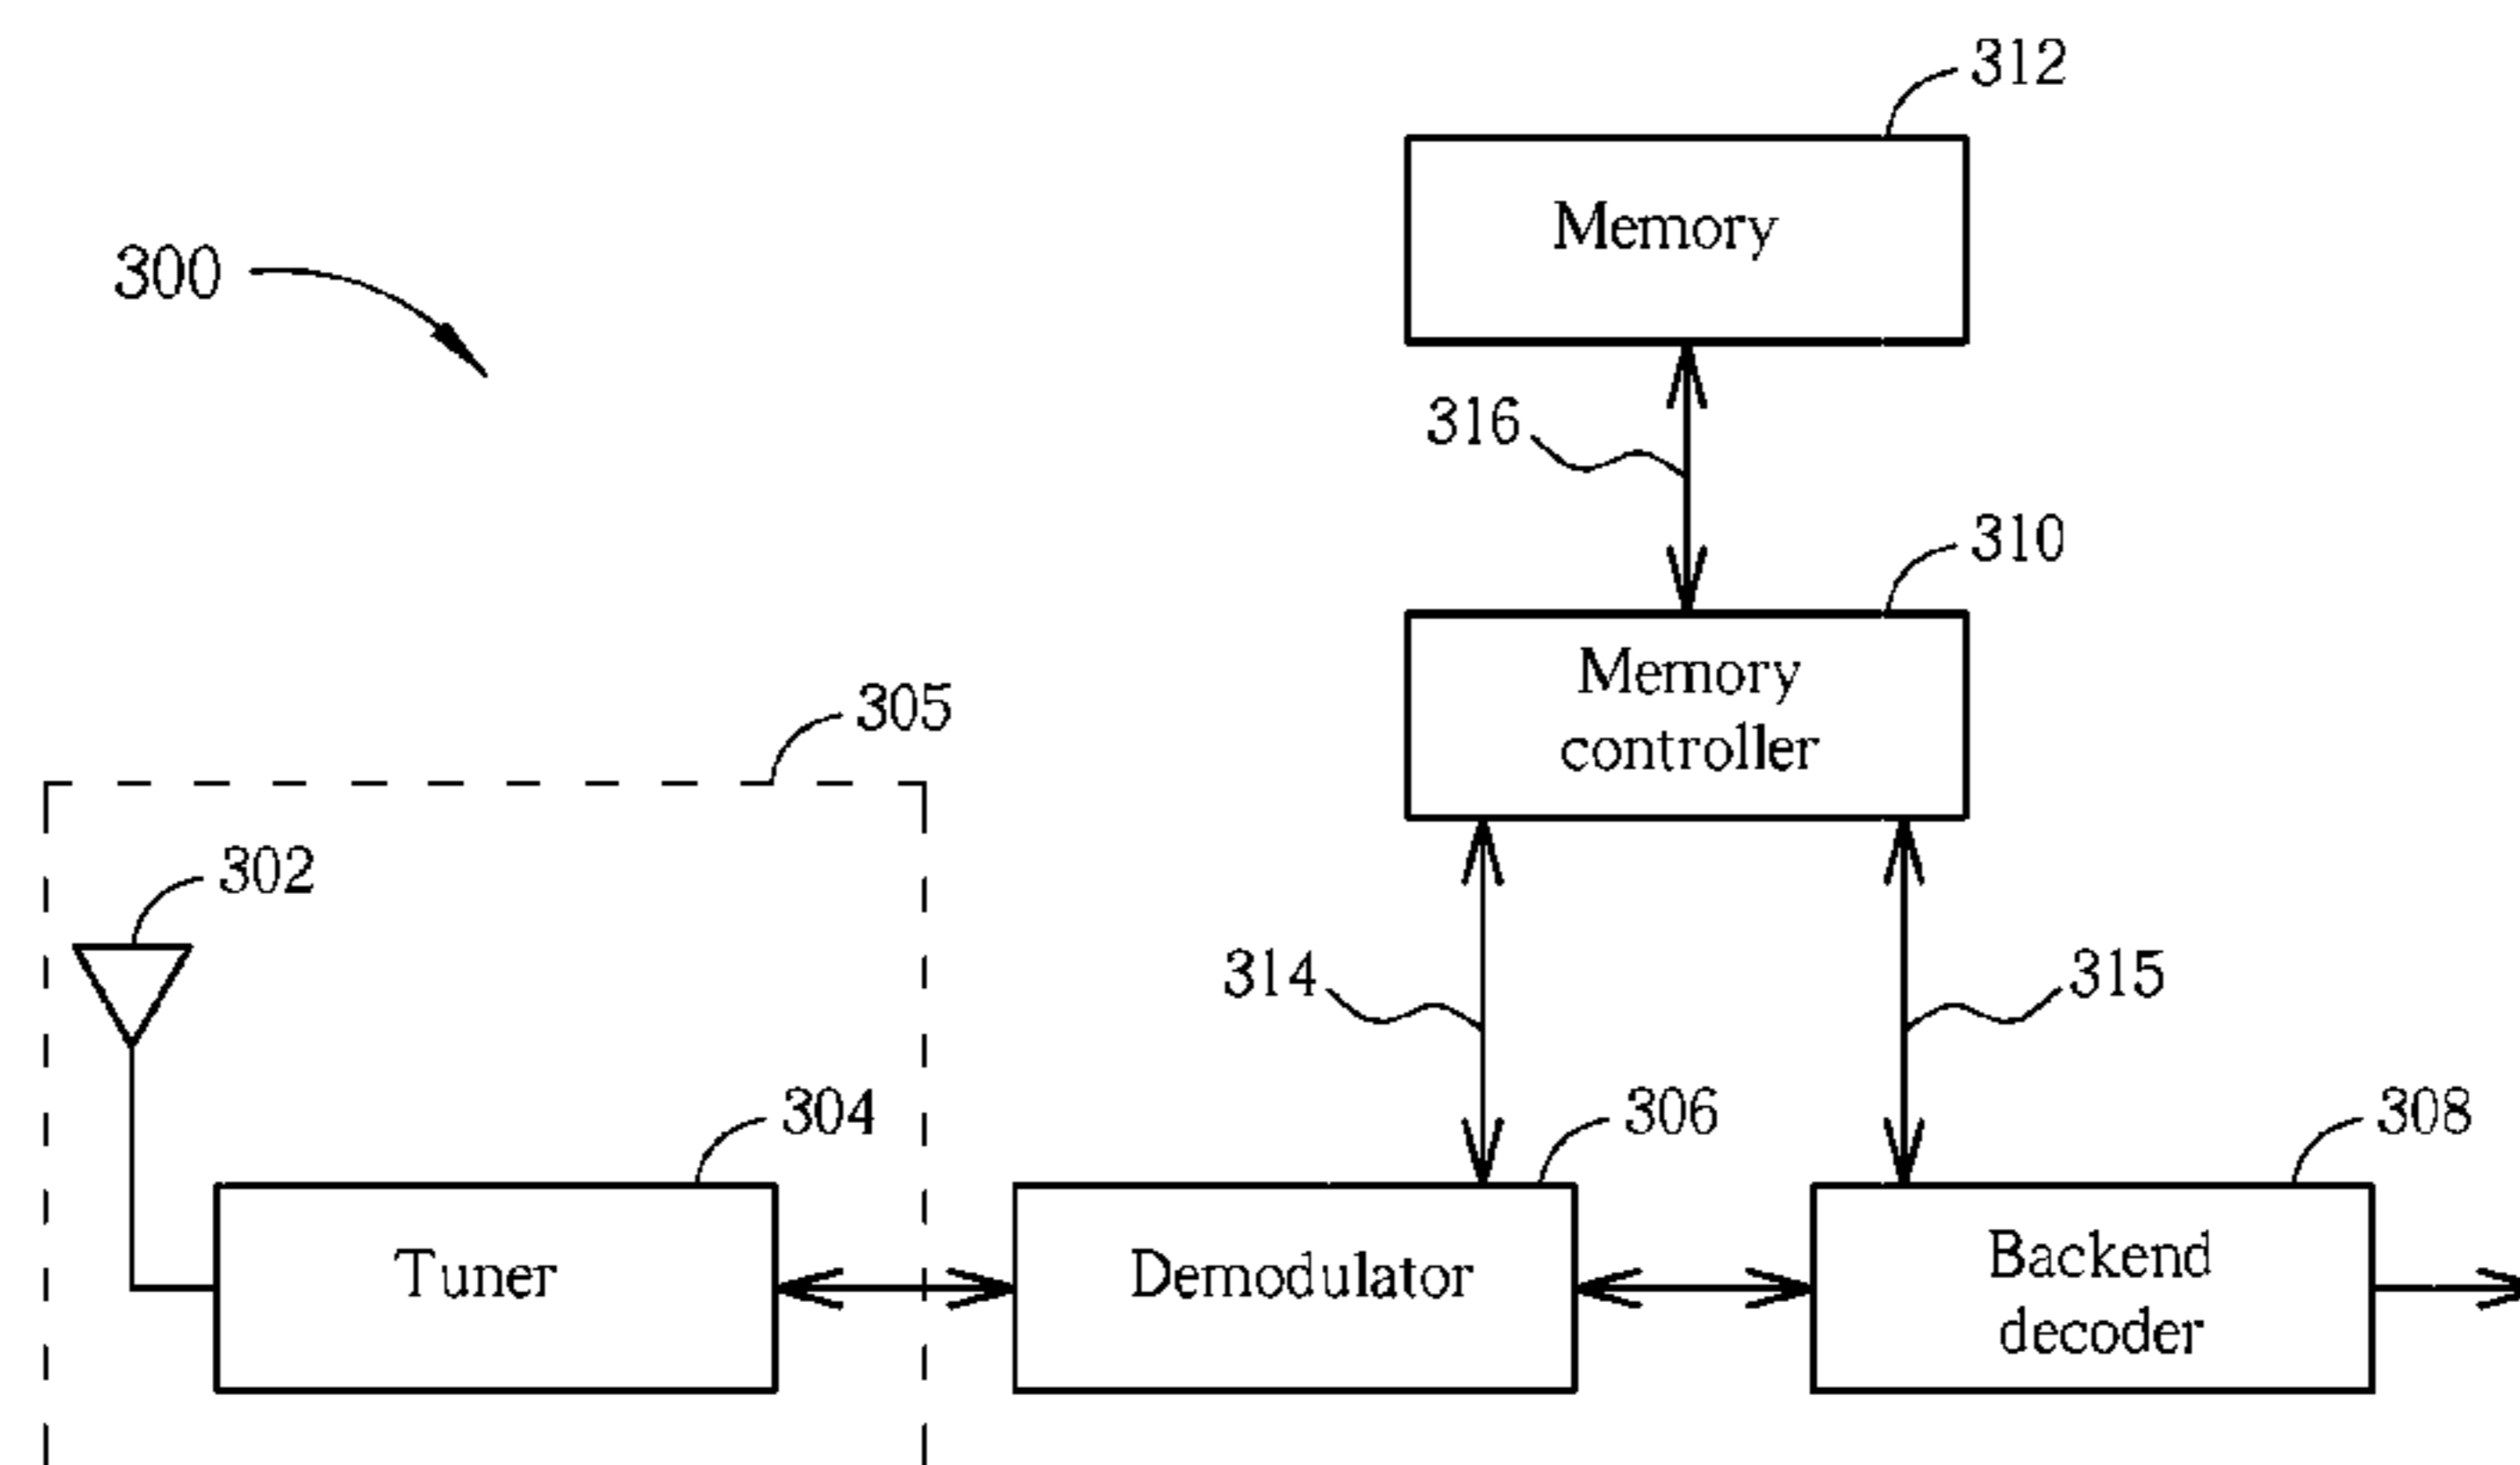 312
Memory
300
316
310
Memory
controller
305
302
314
315
304
306
308
Tuner
Demodulator
Backend
decoder